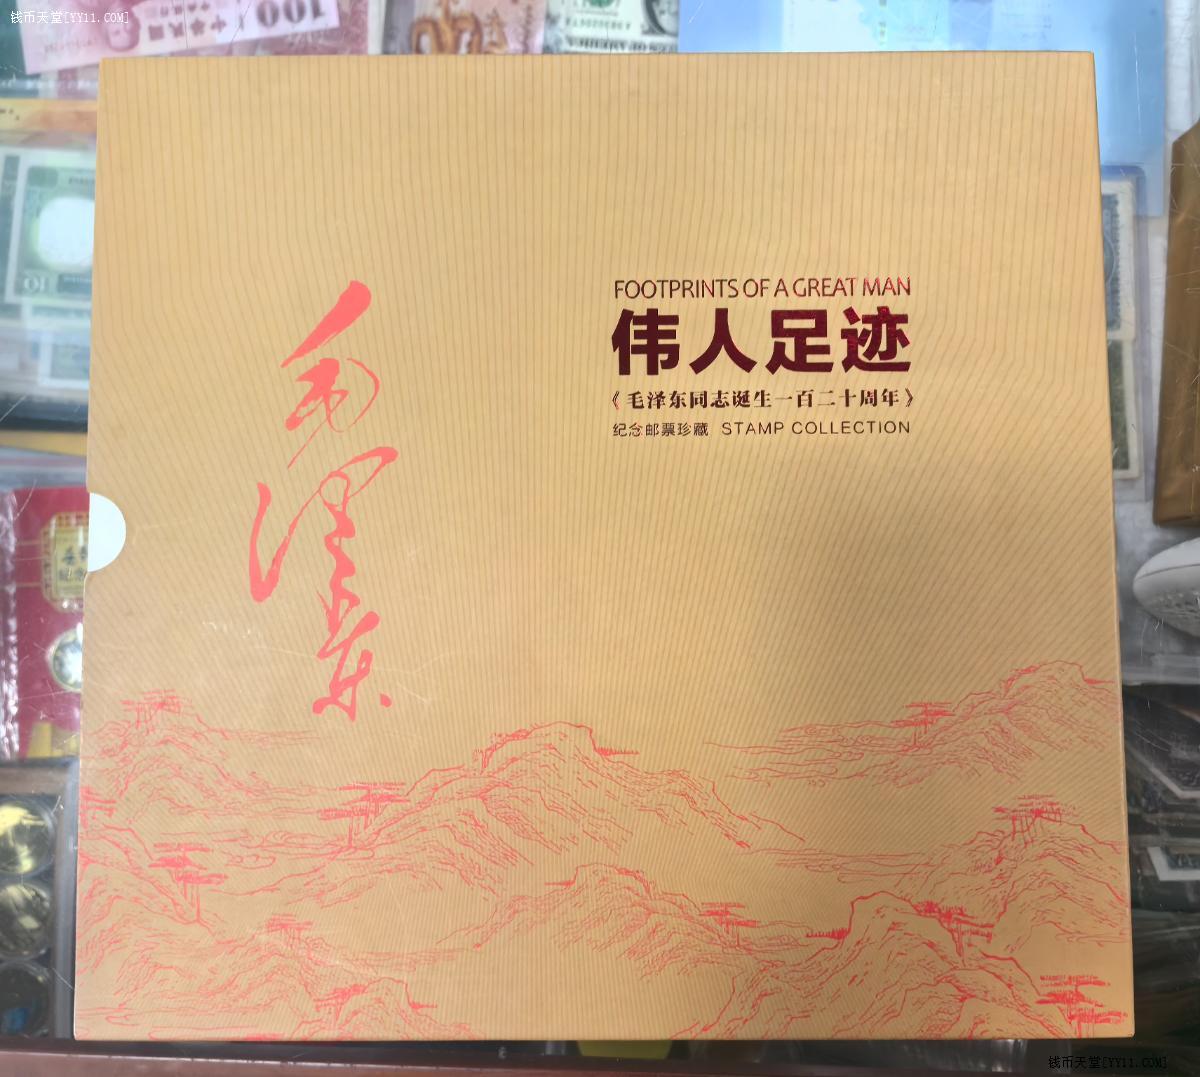 钱币天堂[YY11.COM]
100
10
毛泽东
FOOTPRINTS OF A GREAT MAN
伟人足迹
《毛泽东同志诞生一百二十周年》
纪念邮票珍藏 STAMP COLLECTION
钱币天堂[YY11.COM]